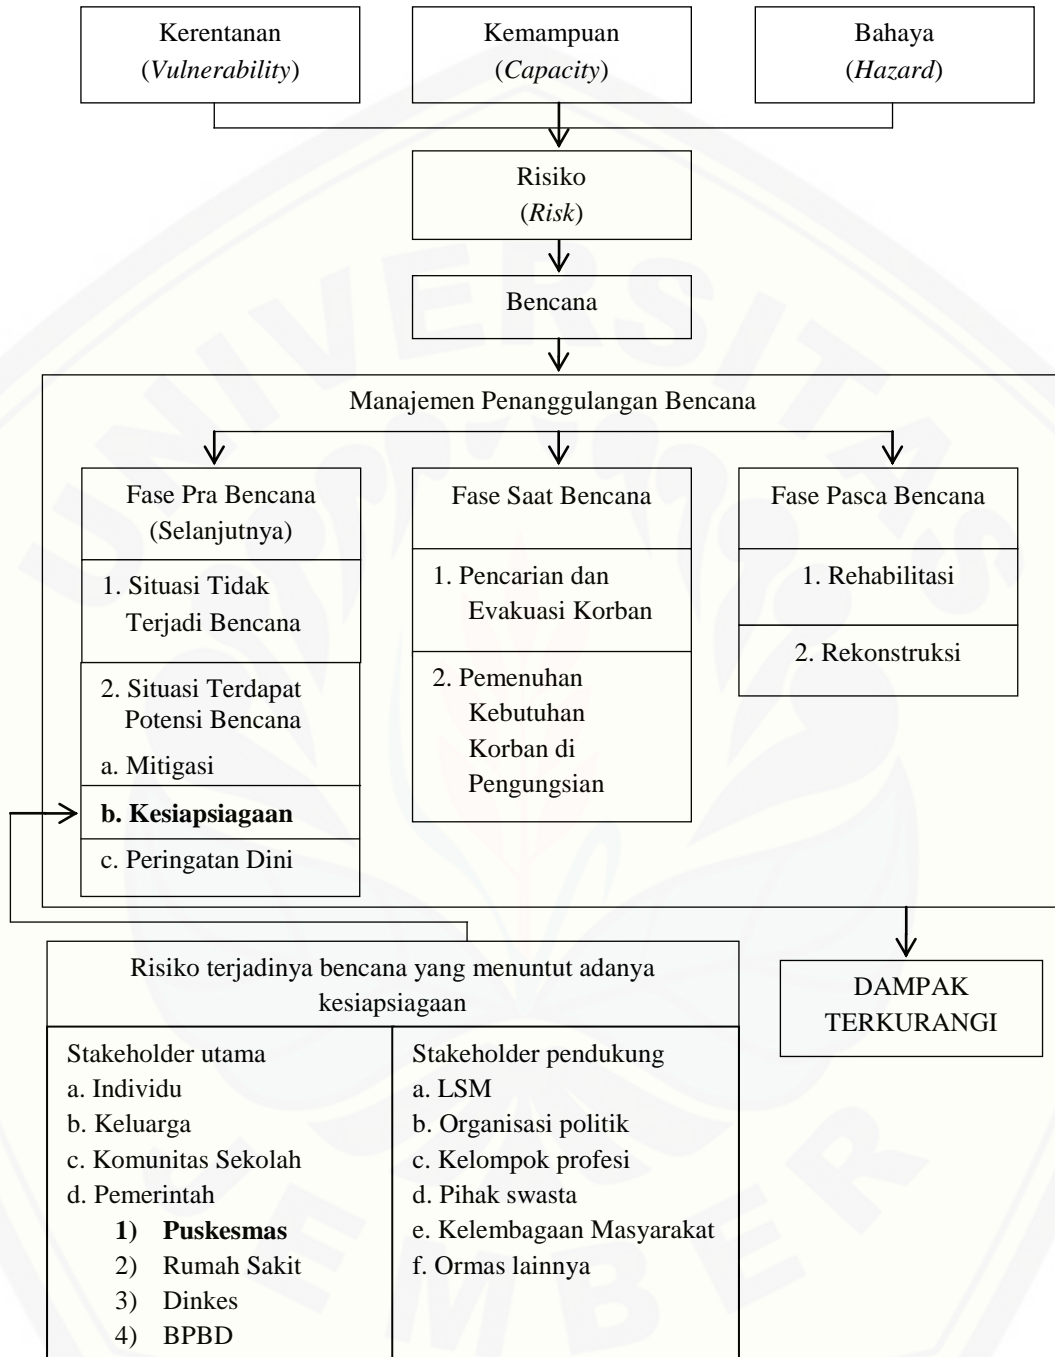 Kerentanan
(Vulnerability)
Kemampuan
(Capacity)
Bahaya
(Hazard)
Risiko
(Risk)
Bencana
Manajemen Penanggulangan Bencana
Fase Pra Bencana
(Selanjutnya)
1. Situasi Tidak
Terjadi Bencana
2. Situasi Terdapat
Potensi Bencana
a. Mitigasi
b. Kesiapsiagaan
c. Peringatan Dini
Fase Saat Bencana
1. Pencarian dan
Evakuasi Korban
2. Pemenuhan
Kebutuhan
Korban di
Pengungsian
Fase Pasca Bencana
1. Rehabilitasi
2. Rekonstruksi
Risiko terjadinya bencana yang menuntut adanya
kesiapsiagaan
Stakeholder utama
a. Individu
b. Keluarga
c. Komunitas Sekolah
d. Pemerintah
1) Puskesmas
2) Rumah Sakit
3) Dinkes
4) BPBD
Stakeholder pendukung
a. LSM
b. Organisasi politik
c. Kelompok profesi
d. Pihak swasta
e. Kelembagaan Masyarakat
f. Ormas lainnya
DAMPAK
TERKURANGI
UNIVERSITAS
JEMBER